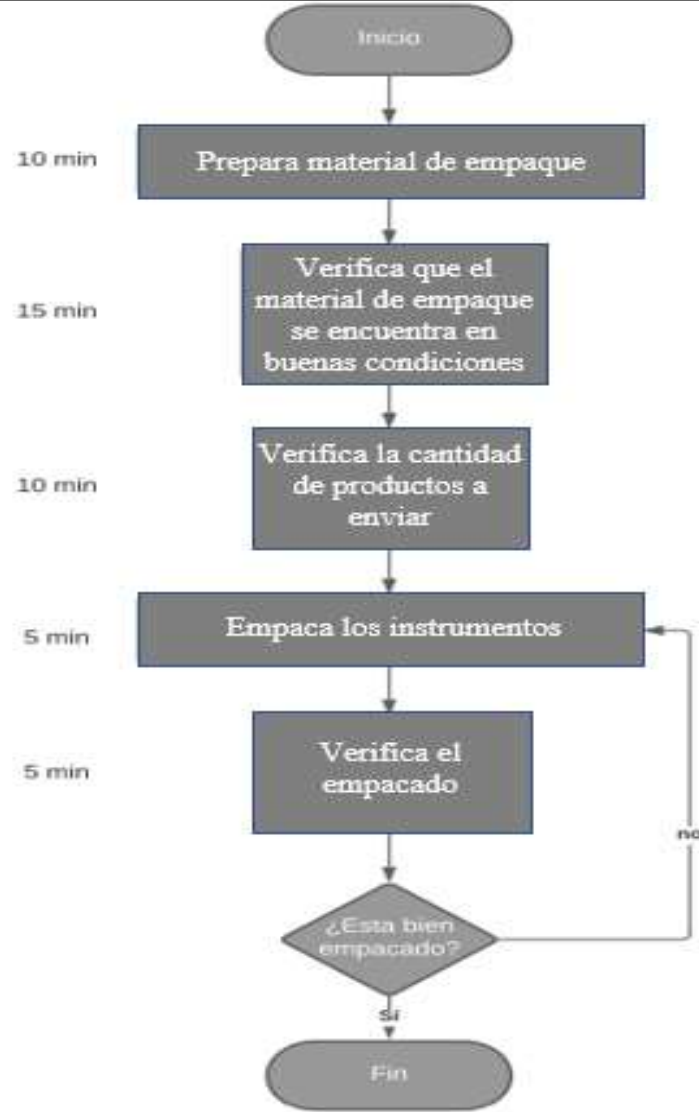 Inicio
10 min
Prepara material de empaque
15 min
Verifica que el
material de empaque
se encuentra en
buenas condiciones
10 min
Verifica la cantidad
de productos a
enviar
5 min
Empaca los instrumentos
5 min
Verifica el
empacado
no
¿Esta bien
empacado?
Sí
Fin